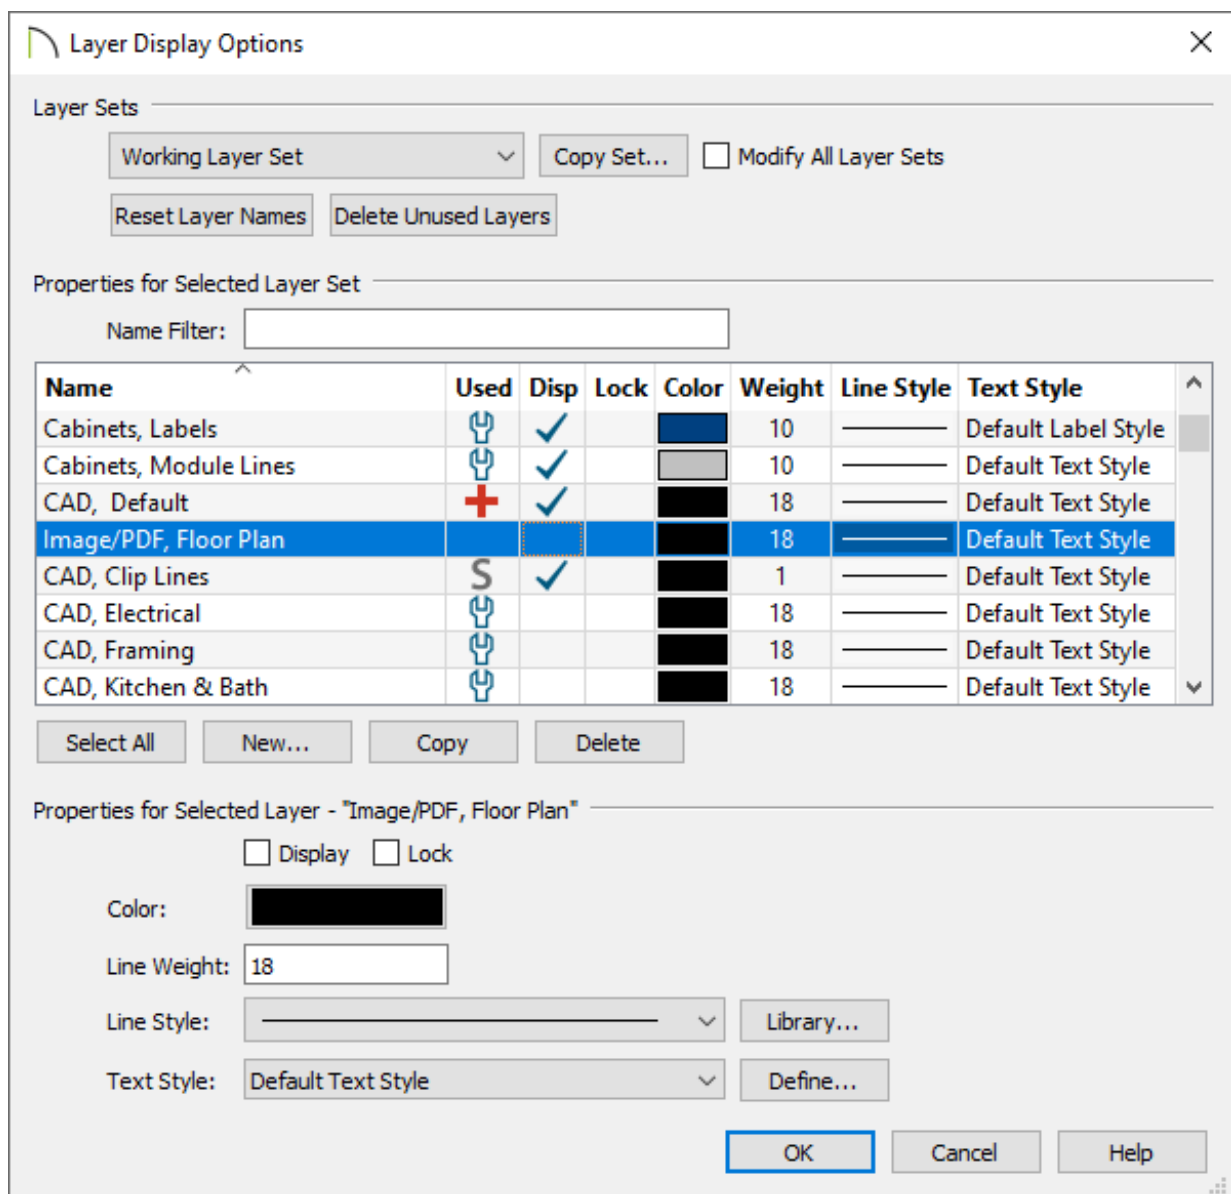 Layer Display Options
Layer Sets
Working Layer Set Copy Set... Modify All Layer Sets
Reset Layer Names Delete Unused Layers
Properties for Selected Layer Set
Name Filter:
Name Used Disp Lock Color Weight Line Style Text Style
Cabinets, Labels 10 Default Label Style
Cabinets, Module Lines 10 Default Text Style
CAD, Default 18 Default Text Style
Image/PDF, Floor Plan 18 Default Text Style
CAD, Clip Lines S 1 Default Text Style
CAD, Electrical 18 Default Text Style
CAD, Framing 18 Default Text Style
CAD, Kitchen & Bath 18 Default Text Style
Select All New... Copy Delete
Properties for Selected Layer - "Image/PDF, Floor Plan"
Display Lock
Color:
Line Weight: 18
Line Style: Library...
Text Style: Default Text Style Define...
OK Cancel Help